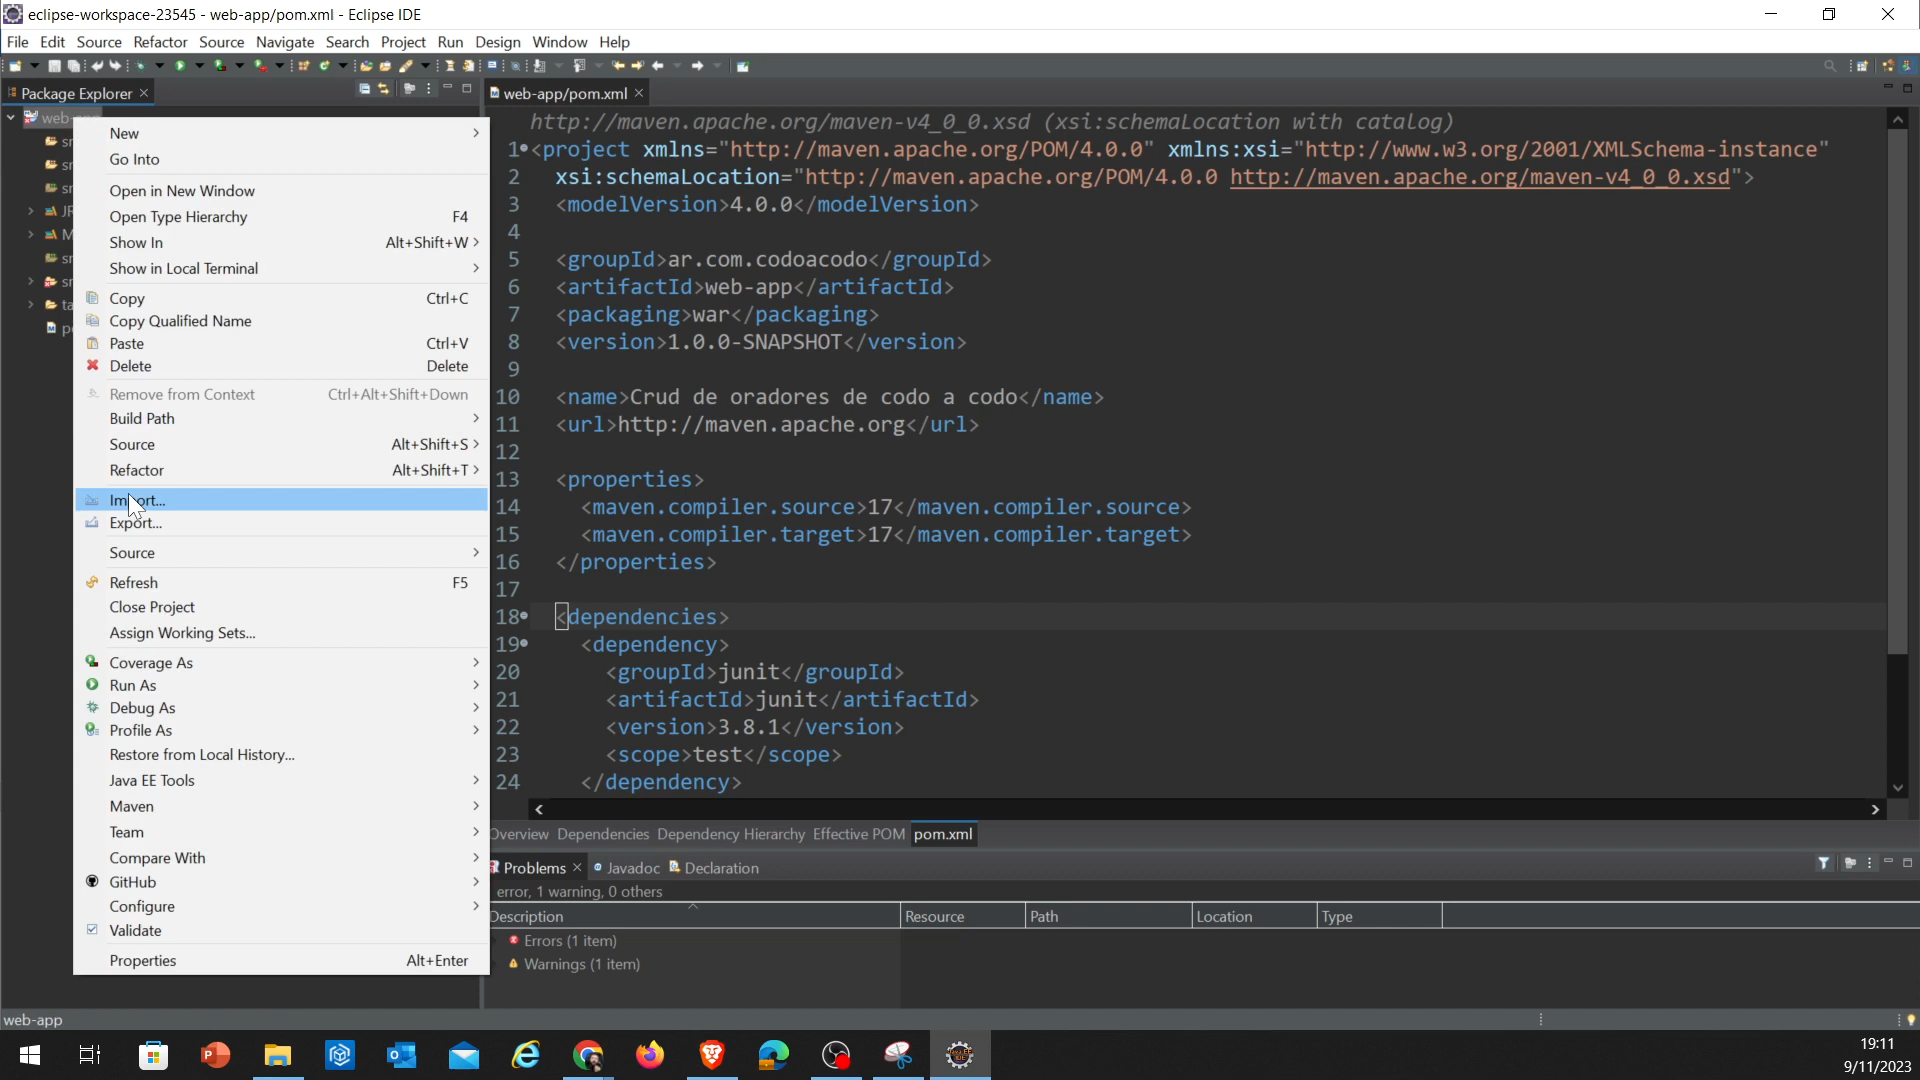 eclipse-workspace-23545 - web-app/pom.xml - Eclipse IDE
File Edit Source Refactor Source Navigate Search Project Run Design Window Help
Package Explorer
web-app/pom.xml
New
Go Into
Open in New Window
Open Type Hierarchy F4
Show In Alt+Shift+W
Show in Local Terminal
Copy Ctrl+C
Copy Qualified Name
Paste Ctrl+V
Delete Delete
Remove from Context Ctrl+Alt+Shift+Down
Build Path
Source Alt+Shift+S
Refactor Alt+Shift+T
Import...
Export...
Source
Refresh F5
Close Project
Assign Working Sets...
Coverage As
Run As
Debug As
Profile As
Restore from Local History...
Java EE Tools
Maven
Team
Compare With
GitHub
Configure
Validate
Properties Alt+Enter
http://maven.apache.org/maven-v4_0_0.xsd (xsi:schemaLocation with catalog)
1 <project xmlns="http://maven.apache.org/POM/4.0.0" xmlns:xsi="http://www.w3.org/2001/XMLSchema-instance"
2 xsi:schemaLocation="http://maven.apache.org/POM/4.0.0 http://maven.apache.org/maven-v4_0_0.xsd">
3 <modelVersion>4.0.0</modelVersion>
4
5 <groupId>ar.com.codoacodo</groupId>
6 <artifactId>web-app</artifactId>
7 <packaging>war</packaging>
8 <version>1.0.0-SNAPSHOT</version>
9
10 <name>Crud de oradores de codo a codo</name>
11 <url>http://maven.apache.org</url>
12
13 <properties>
14 <maven.compiler.source>17</maven.compiler.source>
15 <maven.compiler.target>17</maven.compiler.target>
16 </properties>
17
18 <dependencies>
19 <dependency>
20 <groupId>junit</groupId>
21 <artifactId>junit</artifactId>
22 <version>3.8.1</version>
23 <scope>test</scope>
24 </dependency>
Overview Dependencies Dependency Hierarchy Effective POM pom.xml
Problems Javadoc Declaration
error, 1 warning, 0 others
Description Resource Path Location Type
Errors (1 item)
Warnings (1 item)
web-app
19:11
9/11/2023